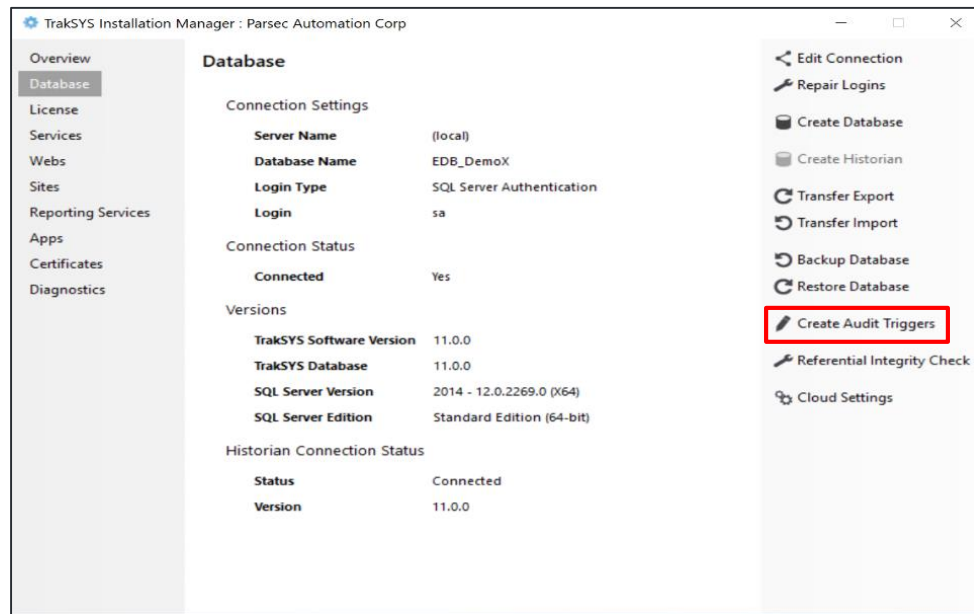 TrakSYS Installation Manager : Parsec Automation Corp
Overview
Database
License
Services
Webs
Sites
Reporting Services
Apps
Certificates
Diagnostics
Database
Connection Settings
Server Name (local)
Database Name EDB_DemoX
Login Type SQL Server Authentication
Login sa
Connection Status
Connected Yes
Versions
TrakSYS Software Version 11.0.0
TrakSYS Database 11.0.0
SQL Server Version 2014 - 12.0.2269.0 (X64)
SQL Server Edition Standard Edition (64-bit)
Historian Connection Status
Status Connected
Version 11.0.0
Edit Connection
Repair Logins
Create Database
Create Historian
Transfer Export
Transfer Import
Backup Database
Restore Database
Create Audit Triggers
Referential Integrity Check
Cloud Settings